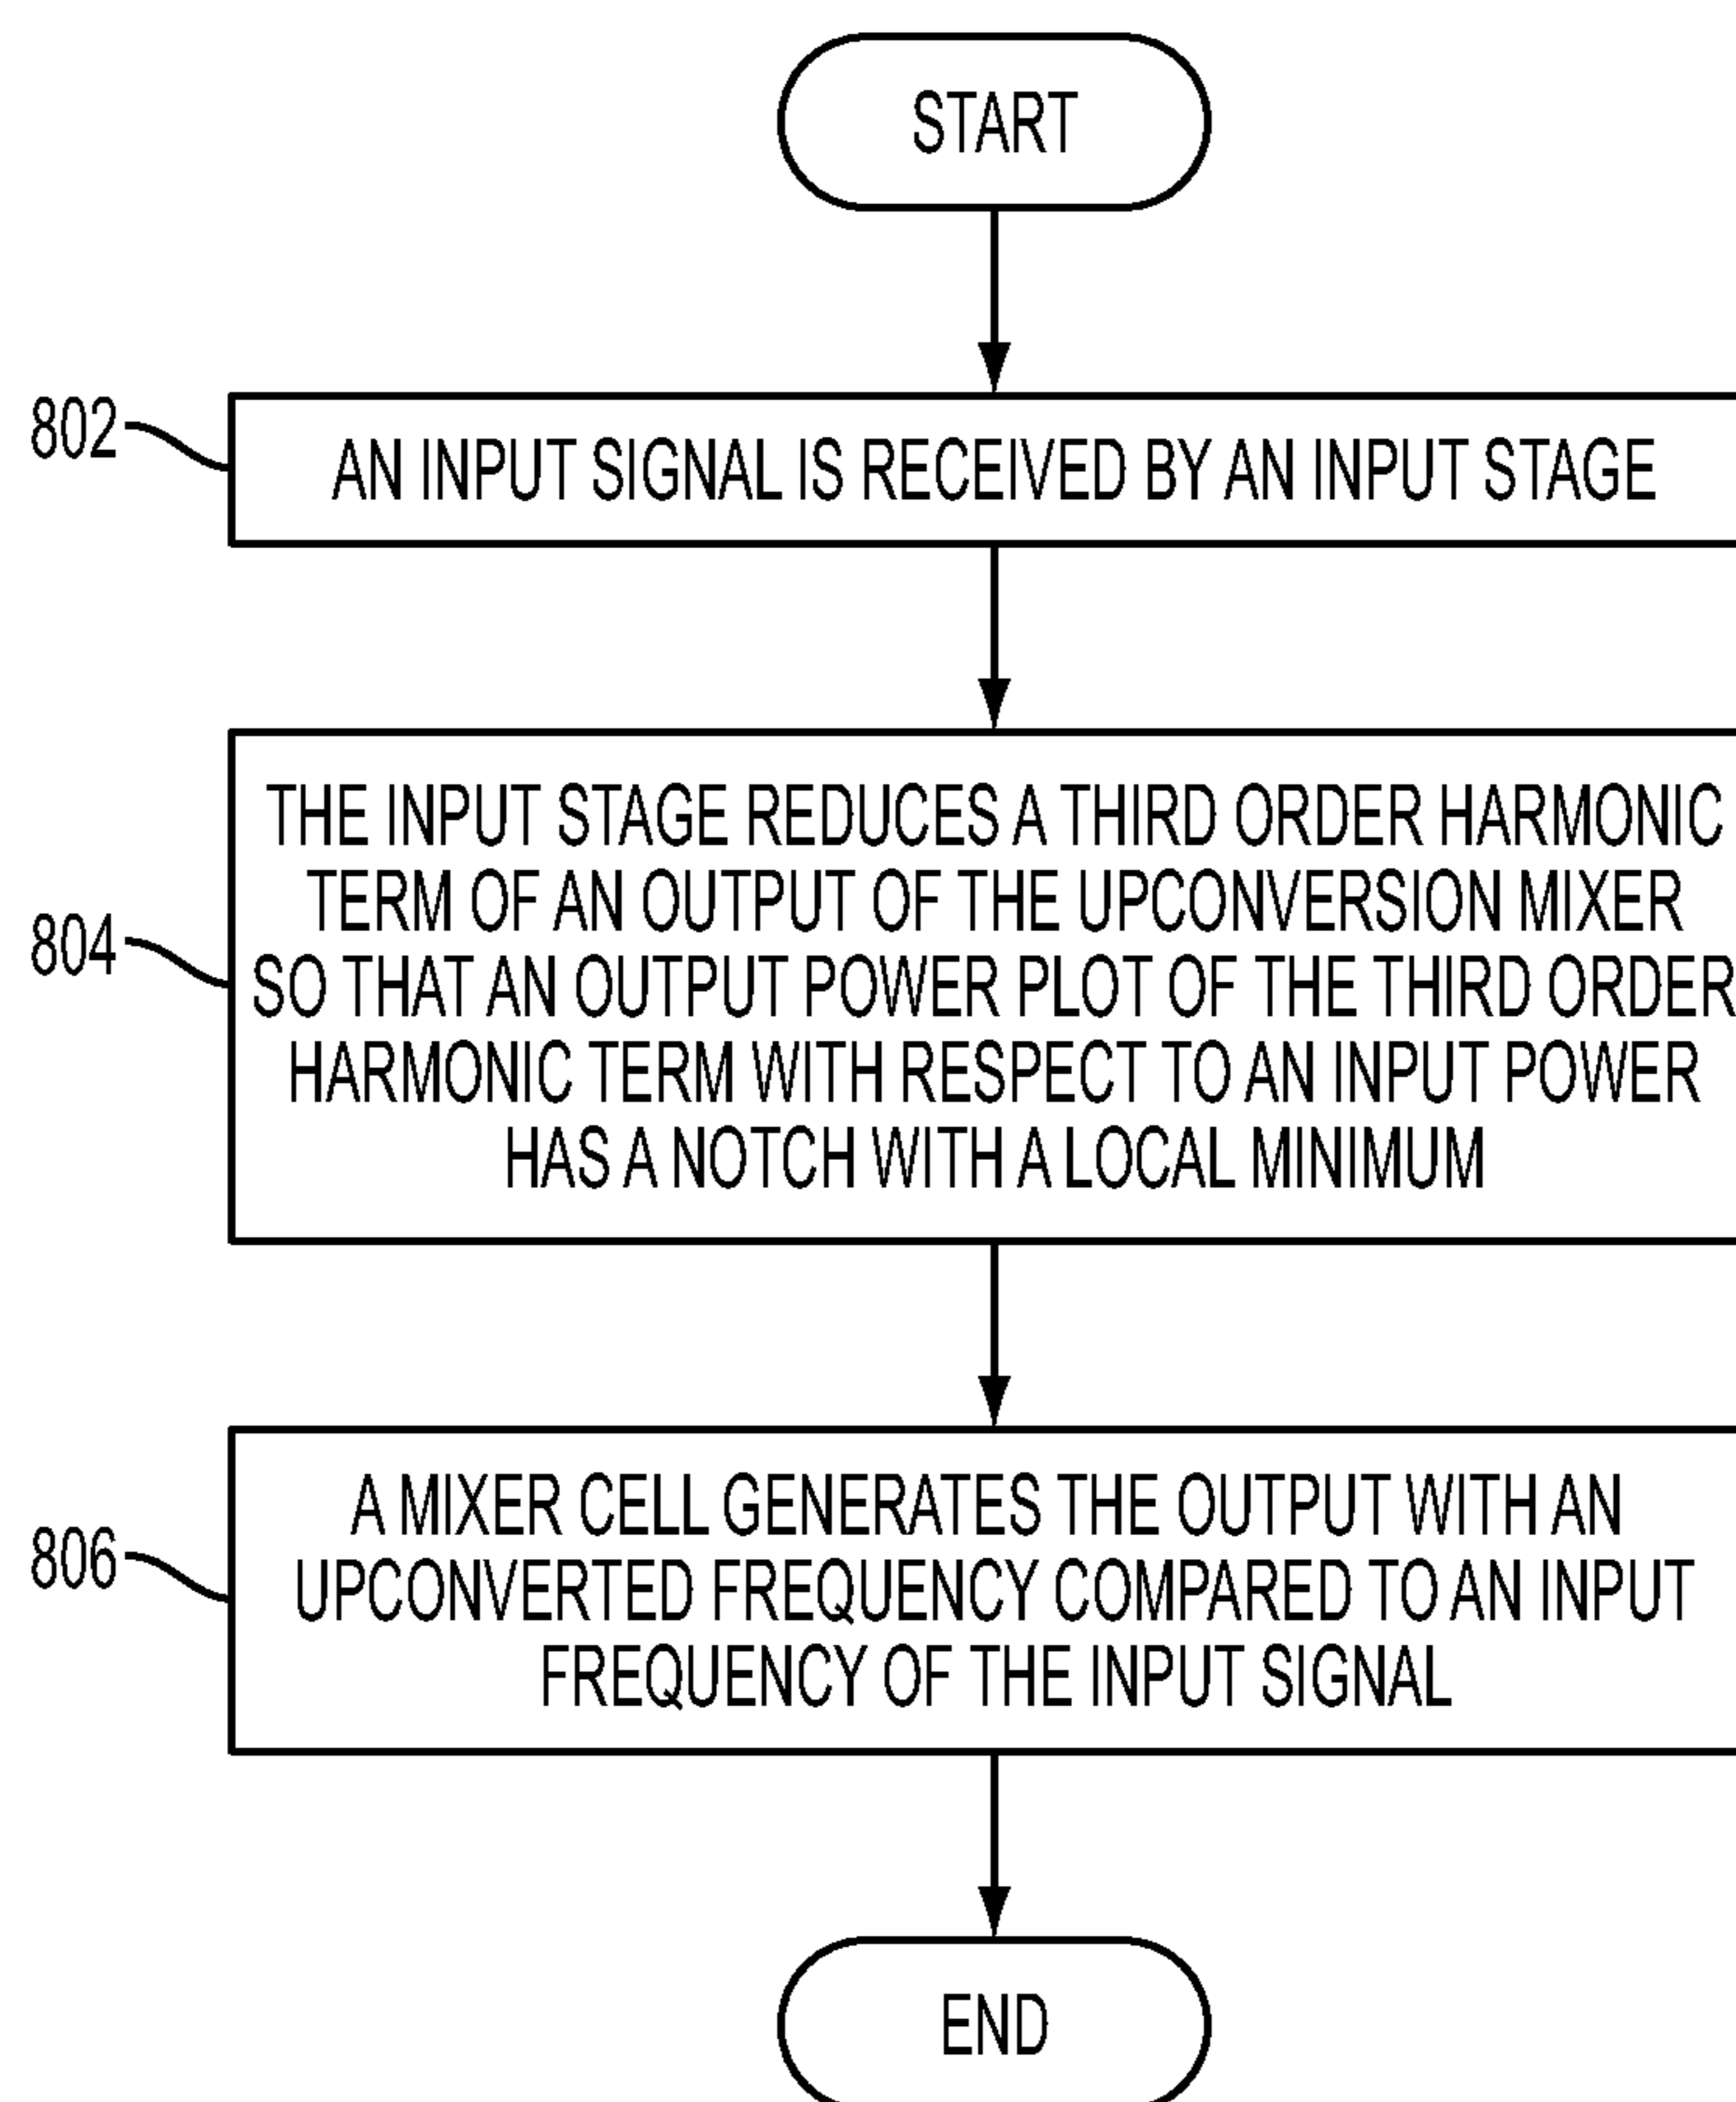 START
802
AN INPUT SIGNAL IS RECEIVED BY AN INPUT STAGE
804
THE INPUT STAGE REDUCES A THIRD ORDER HARMONIC
TERM OF AN OUTPUT OF THE UPCONVERSION MIXER
SO THAT AN OUTPUT POWER PLOT OF THE THIRD ORDER
HARMONIC TERM WITH RESPECT TO AN INPUT POWER
HAS A NOTCH WITH A LOCAL MINIMUM
806
A MIXER CELL GENERATES THE OUTPUT WITH AN
UPCONVERTED FREQUENCY COMPARED TO AN INPUT
FREQUENCY OF THE INPUT SIGNAL
END